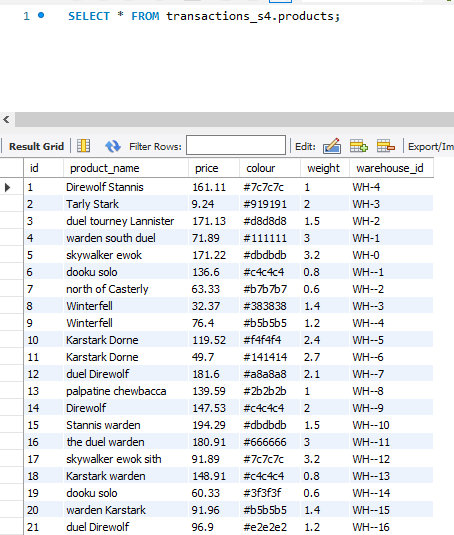 1 SELECT * FROM transactions_s4.products;
Result Grid Filter Rows: Edit: Export/Im
id product_name price colour weight warehouse_id
1 Direwolf Stannis 161.11 #7c7c7c 1 WH-4
2 Tarly Stark 9.24 #919191 2 WH-3
3 duel tourney Lannister 171.13 #d8d8d8 1.5 WH-2
4 warden south duel 71.89 #111111 3 WH-1
5 skywalker ewok 171.22 #dbdbdb 3.2 WH-0
6 dooku solo 136.6 #c4c4c4 0.8 WH--1
7 north of Casterly 63.33 #b7b7b7 0.6 WH--2
8 Winterfell 32.37 #383838 1.4 WH--3
9 Winterfell 76.4 #b5b5b5 1.2 WH--4
10 Karstark Dorne 119.52 #f4f4f4 2.4 WH--5
11 Karstark Dorne 49.7 #141414 2.7 WH--6
12 duel Direwolf 181.6 #a8a8a8 2.1 WH--7
13 palpatine chewbacca 139.59 #2b2b2b 1 WH--8
14 Direwolf 147.53 #c4c4c4 2 WH--9
15 Stannis warden 194.29 #dbdbdb 1.5 WH--10
16 the duel warden 180.91 #666666 3 WH--11
17 skywalker ewok sith 91.89 #7c7c7c 3.2 WH--12
18 Karstark warden 148.91 #c4c4c4 0.8 WH--13
19 dooku solo 60.33 #3f3f3f 0.6 WH--14
20 warden Karstark 91.96 #b5b5b5 1.4 WH--15
21 duel Direwolf 96.9 #e2e2e2 1.2 WH--16